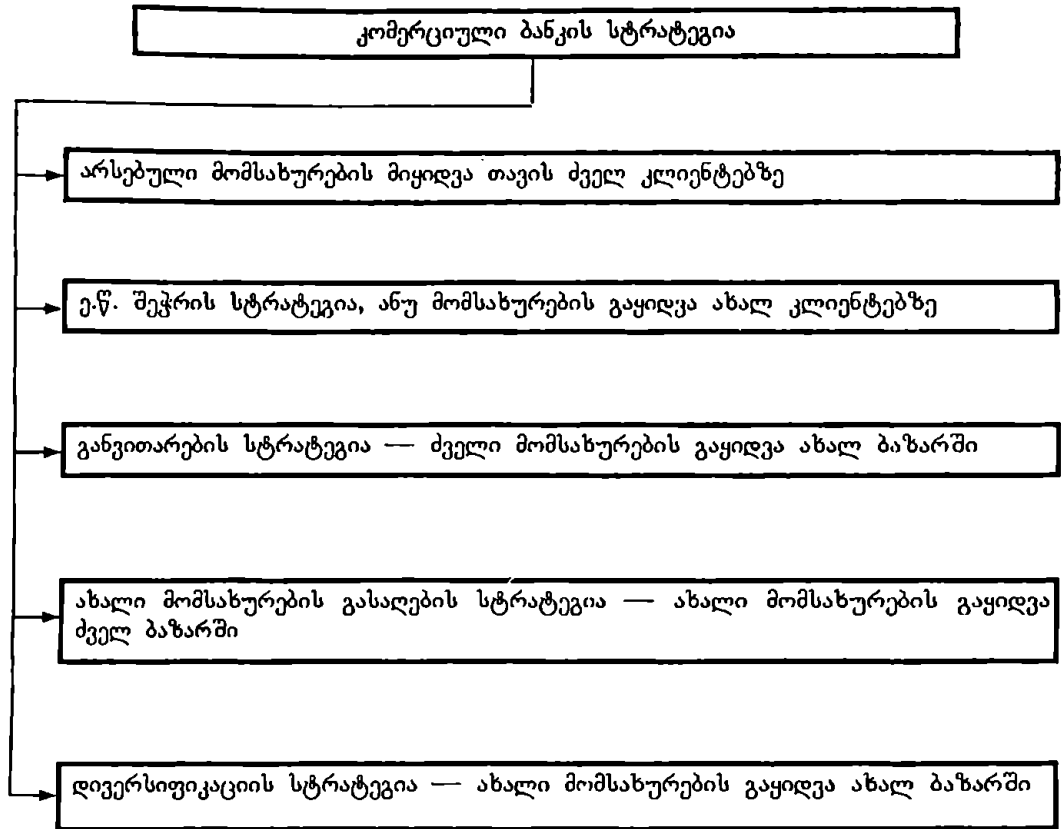 კომერციული ბანკის სტრატეგია
არსებული მომსახურების მიყიდვა თავის ძველ კლიენტებზე
ე.წ. შეჭრის სტრატეგია, ანუ მომსახურების გაყიდვა ახალ კლიენტებზე
განვითარების სტრატეგია — ძველი მომსახურების გაყიდვა ახალ ბაზარში
ახალი მომსახურების გასაღების სტრატეგია — ახალი მომსახურების გაყიდვა
ძველ ბაზარში
დივერსიფიკაციის სტრატეგია — ახალი მომსახურების გაყიდვა ახალ ბაზარში